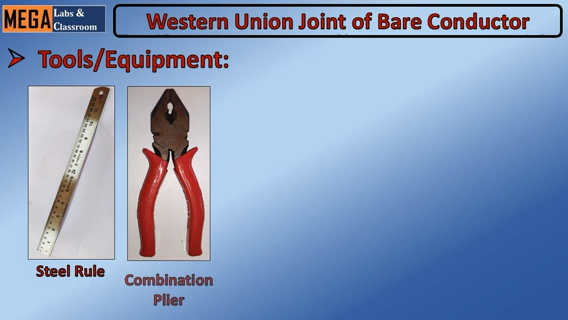 MEGA Labs & Classroom
Western Union Joint of Bare Conductor
Tools/Equipment:
Steel Rule
Combination
Plier